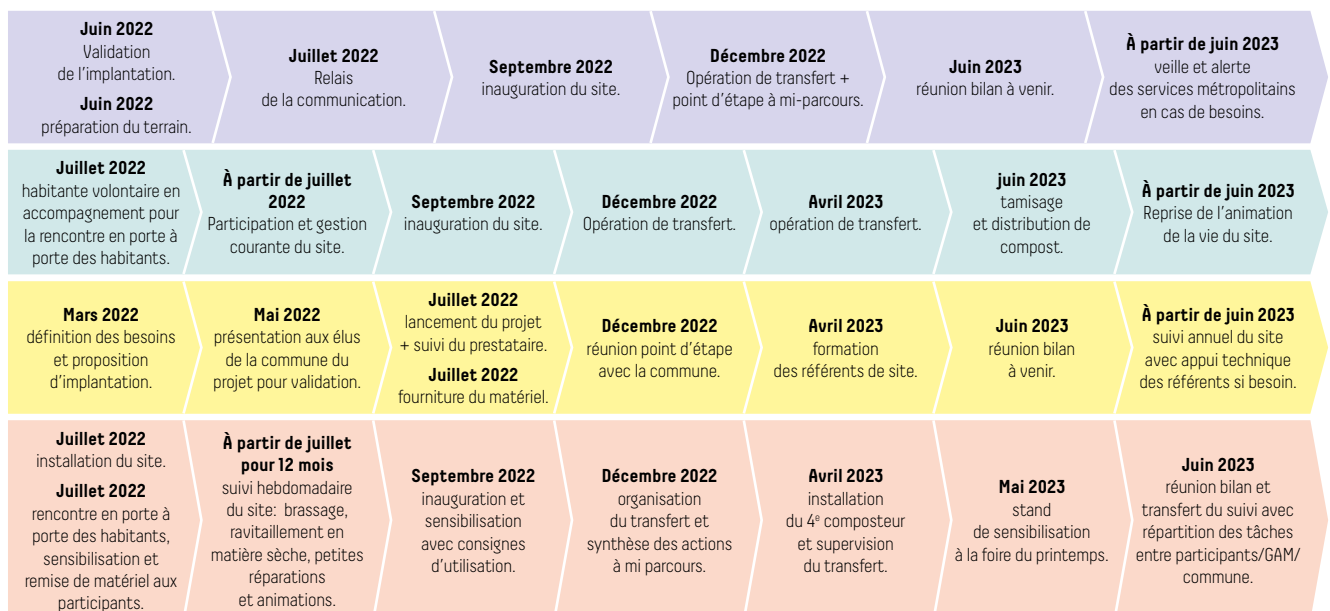 Juin 2022
Validation
de l'implantation.
Juin 2022
préparation du terrain.
Juillet 2022
Relais
de la communication.
Septembre 2022
inauguration du site.
Décembre 2022
Opération de transfert +
point d'étape à mi-parcours.
Juin 2023
réunion bilan à venir.
À partir de juin 2023
veille et alerte
des services métropolitains
en cas de besoins.
Juillet 2022
habitante volontaire en
accompagnement pour
la rencontre en porte à
porte des habitants.
À partir de juillet
2022
Participation et gestion
courante du site.
Septembre 2022
inauguration du site.
Décembre 2022
Opération de transfert.
Avril 2023
opération de transfert.
juin 2023
tamisage
et distribution de
compost.
À partir de juin 2023
Reprise de l'animation
de la vie du site.
Mars 2022
définition des besoins
et proposition
d'implantation.
Mai 2022
présentation aux élus
de la commune du
projet pour validation.
Juillet 2022
lancement du projet
+ suivi du prestataire.
Juillet 2022
fourniture du matériel.
Décembre 2022
réunion point d'étape
avec la commune.
Avril 2023
formation
des référents de site.
Juin 2023
réunion bilan
à venir.
À partir de juin 2023
suivi annuel du site
avec appui technique
des référents si besoin.
Juillet 2022
installation du site.
Juillet 2022
rencontre en porte à
porte des habitants,
sensibilisation et
remise de matériel aux
participants.
À partir de juillet
pour 12 mois
suivi hebdomadaire
du site: brassage,
ravitaillement en
matière sèche, petites
réparations
et animations.
Septembre 2022
inauguration et
sensibilisation
avec consignes
d'utilisation.
Décembre 2022
organisation
du transfert et
synthèse des actions
à mi parcours.
Avril 2023
installation
du 4e composteur
et supervision
du transfert.
Mai 2023
stand
de sensibilisation
à la foire du printemps.
Juin 2023
réunion bilan et
transfert du suivi avec
répartition des tâches
entre participants/GAM/
commune.